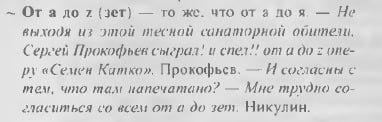 ~ От а до z (зет) — то же, что от а до я. — Не
выходя из этой тесной санаторной обители,
Сергей Прокофьев сыграл! и спел!! от а до z опе-
ру «Семен Катко». Прокофьев. — И согласны с
тем, что там напечатано? — Мне трудно со-
гласиться со всем от а до зет. Никулин.